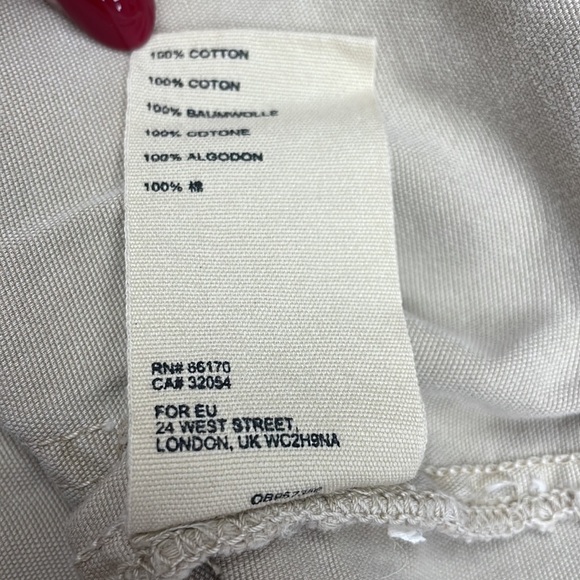 100% COTTON
100% COTON
100% BAUMWOLLE
100% COTONE
100% ALGODON
100% 棉
RN# 86170
CA# 32054
FOR EU
24 WEST STREET,
LONDON, UK WC2H9NA